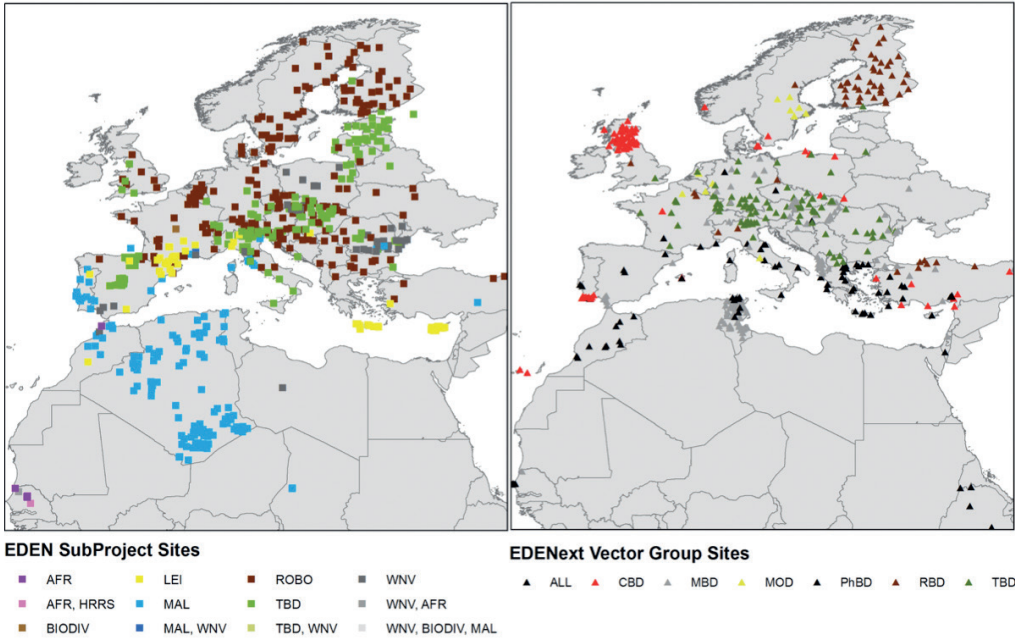 EDEN SubProject Sites
AFR
LEI
ROBO
WNV
AFR, HRRS
MAL
TBD
WNV, AFR
BIODIV
MAL, WNV
TBD, WNV
WNV, BIODIV, MAL
EDENext Vector Group Sites
ALL
CBD
MBD
MOD
PhBD
RBD
TBD